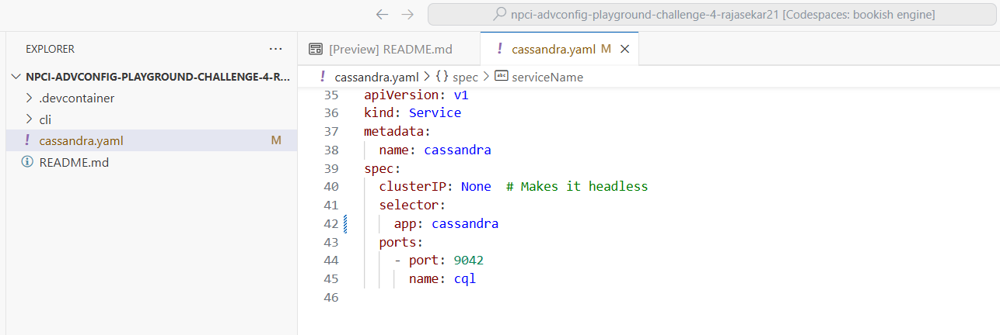 npci-advconfig-playground-challenge-4-rajasekar21 [Codespaces: bookish engine]
EXPLORER
NPCI-ADVCONFIG-PLAYGROUND-CHALLENGE-4-R...
.devcontainer
cli
! cassandra.yaml M
README.md
[Preview] README.md
! cassandra.yaml M
! cassandra.yaml > {} spec > abc serviceName
35 apiVersion: v1
36 kind: Service
37 metadata:
38 name: cassandra
39 spec:
40 clusterIP: None # Makes it headless
41 selector:
42 app: cassandra
43 ports:
44 - port: 9042
45 name: cql
46